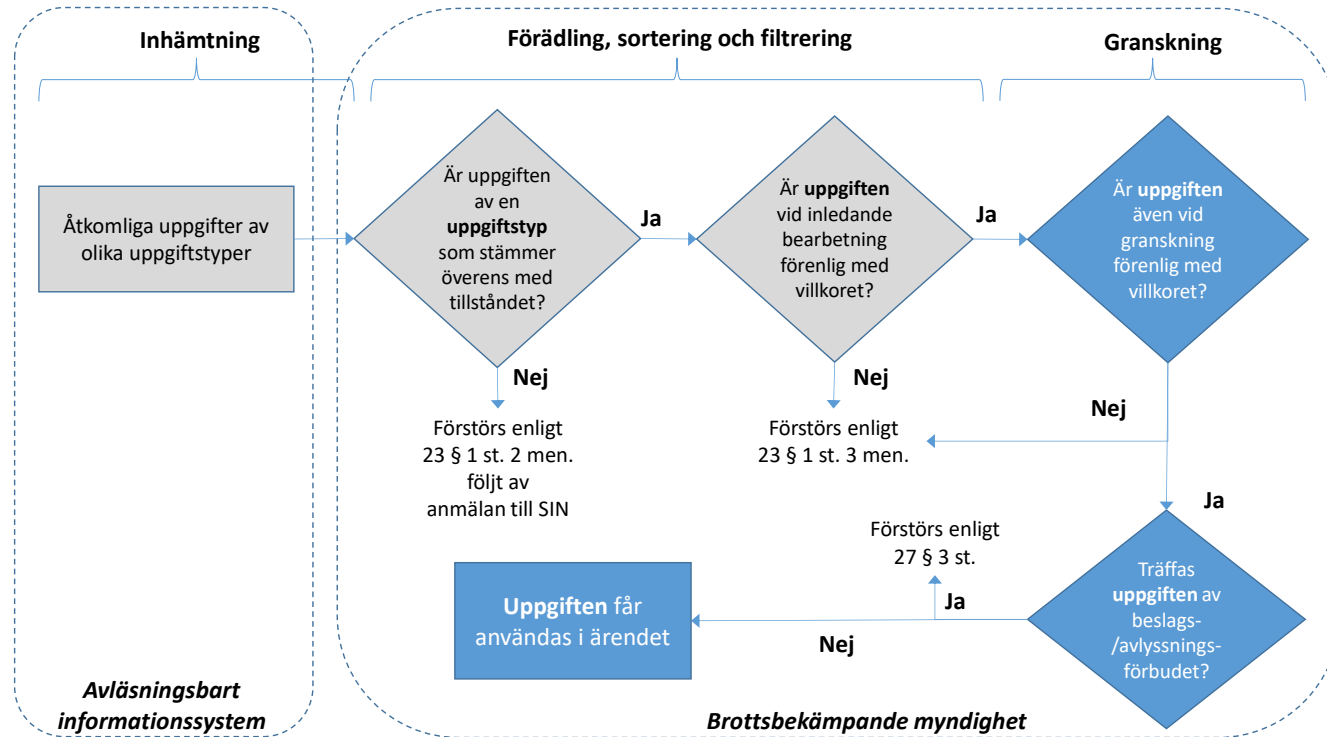 Inhämtning
Förädling, sortering och filtrering
Granskning
Åtkomliga uppgifter av
olika uppgiftstyper
Är uppgiften
av en
uppgiftstyp
som stämmer
överens med
tillståndet?
Ja
Är uppgiften
vid inledande
bearbetning
förenlig med
villkoret?
Ja
Är uppgiften
även vid
granskning
förenlig med
villkoret?
Nej
Förstörs enligt
23 § 1 st. 2 men.
följt av
anmälan till SIN
Nej
Förstörs enligt
23 § 1 st. 3 men.
Nej
Ja
Träffas
uppgiften av
beslags-
/avlyssnings-
förbudet?
Förstörs enligt
27 § 3 st.
Ja
Nej
Uppgiften får
användas i ärendet
Avläsningsbart
informationssystem
Brottsbekämpande myndighet